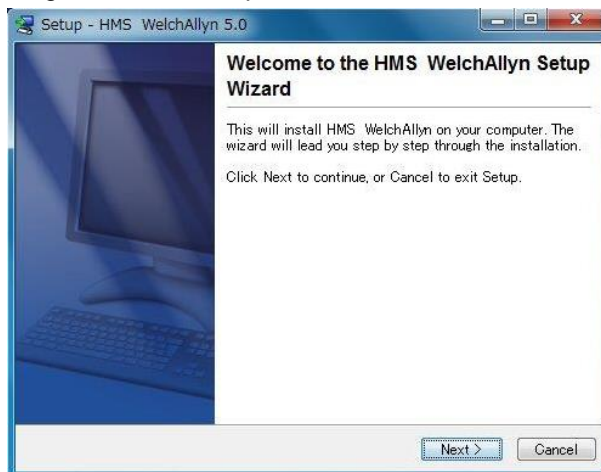 Setup - HMS WelchAllyn 5.0
Welcome to the HMS WelchAllyn Setup
Wizard
This will install HMS WelchAllyn on your computer. The
wizard will lead you step by step through the installation.
Click Next to continue, or Cancel to exit Setup.
Next >
Cancel